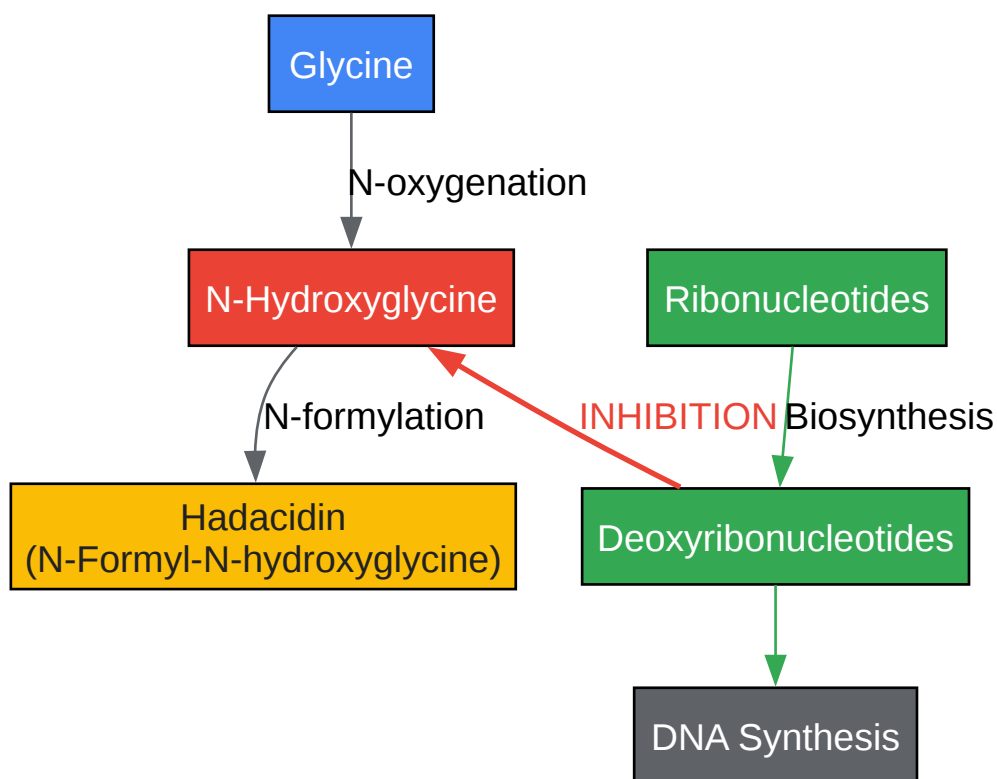 Glycine
N-oxygenation
N-Hydroxyglycine
Ribonucleotides
N-formylation
INHIBITION
Biosynthesis
Hadacidin
(N-Formyl-N-hydroxyglycine)
Deoxyribonucleotides
DNA Synthesis